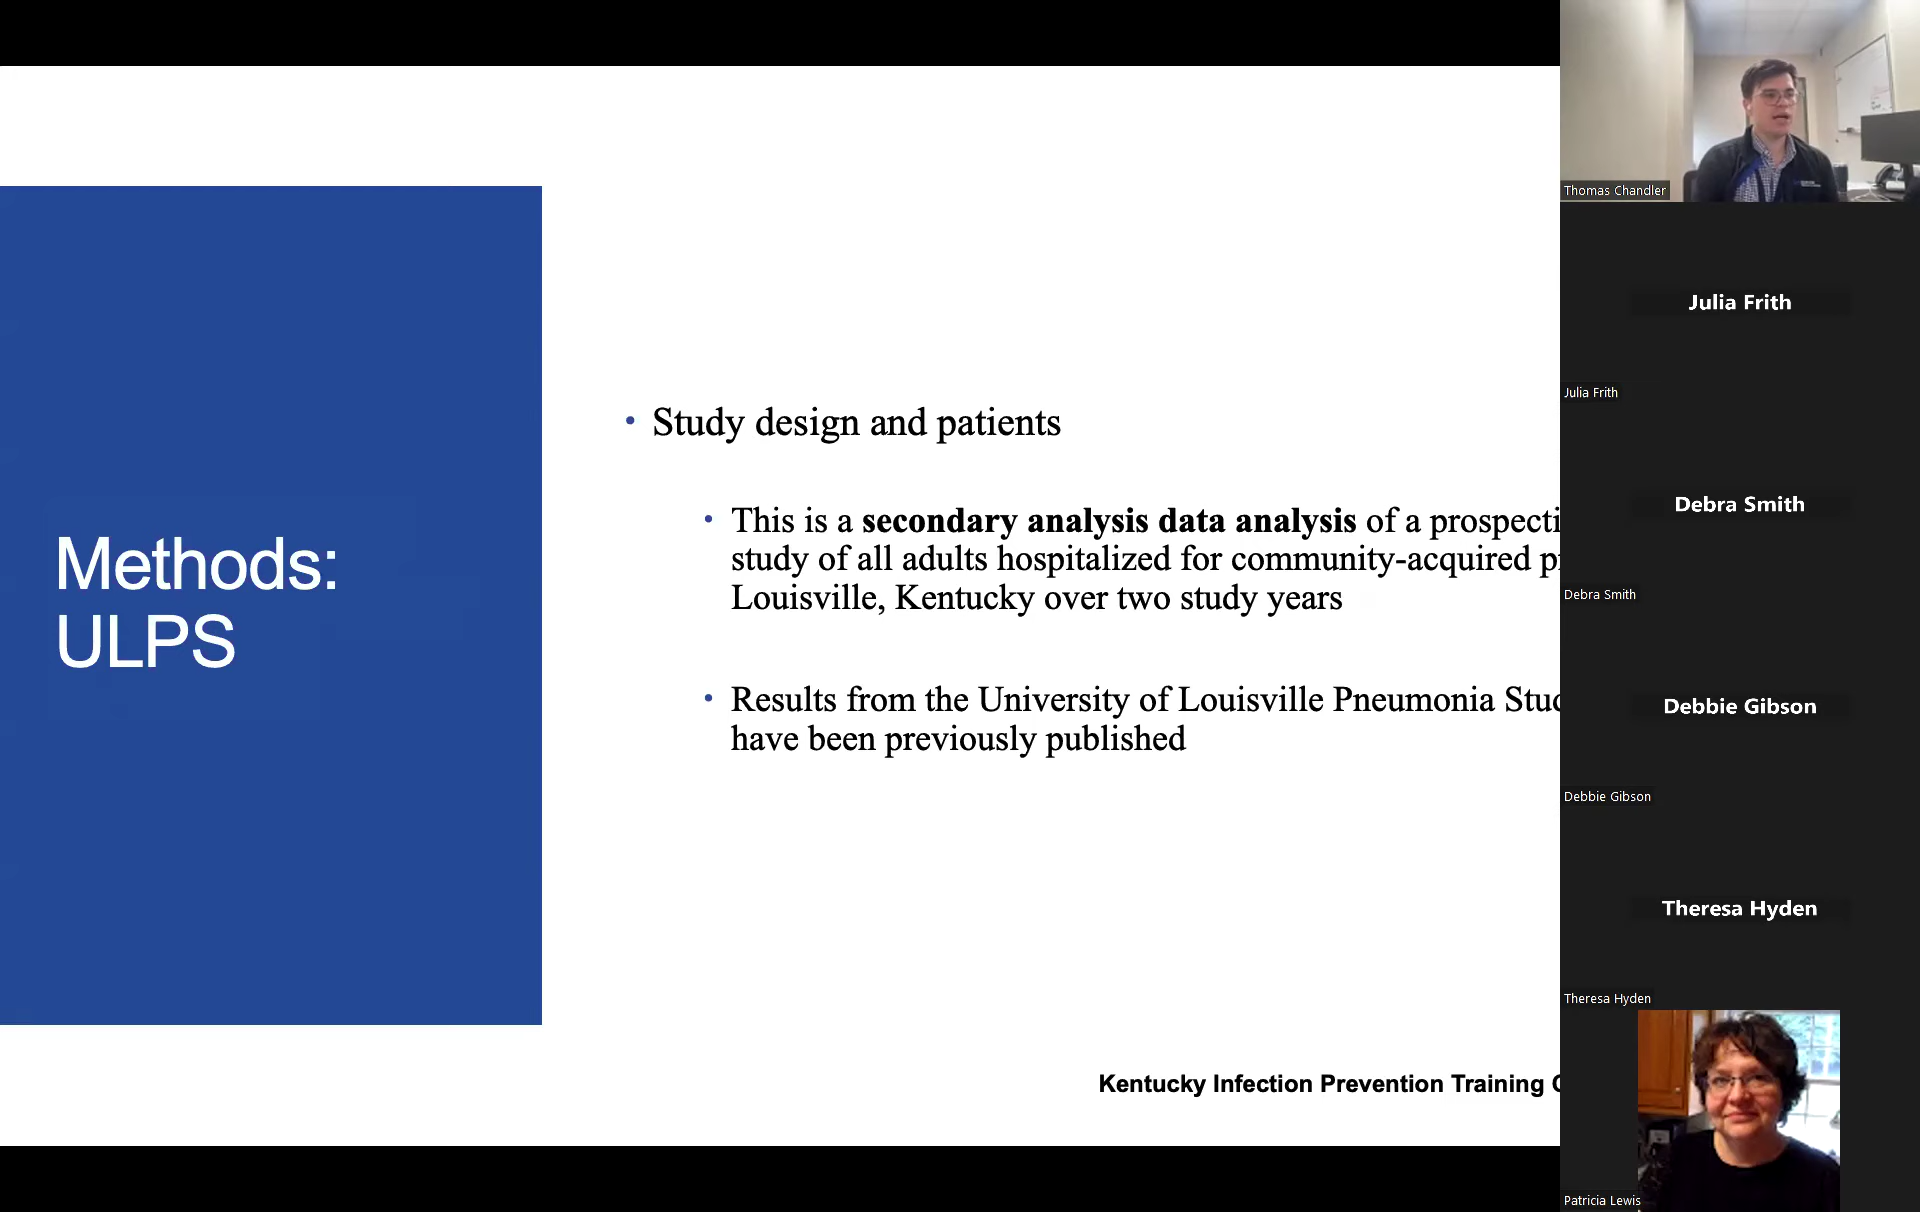 Methods:
ULPS
• Study design and patients
• This is a secondary analysis data analysis of a prospecti
study of all adults hospitalized for community-acquired p
Louisville, Kentucky over two study years
• Results from the University of Louisville Pneumonia Stu
have been previously published
Kentucky Infection Prevention Training
Thomas Chandler
Julia Frith
Julia Frith
Debra Smith
Debra Smith
Debbie Gibson
Debbie Gibson
Theresa Hyden
Theresa Hyden
Patricia Lewis